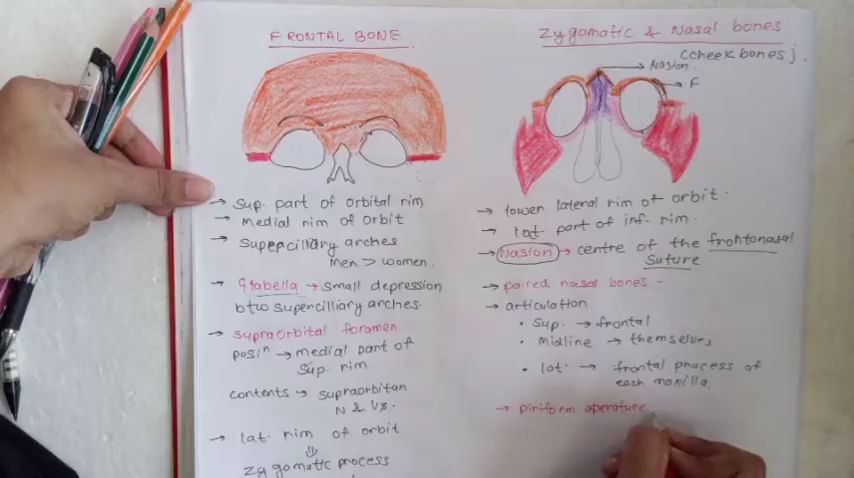 FRONTAL BONE
→ Sup. part of orbital rim
→ Medial rim of orbit
→ Supercilliary arches
Men > women.
→ Glabella → small depression
btw supercilliary arches.
→ Supraorbital foramen
posiⁿ → medial part of
Sup. rim
contents → supraorbital
N & VS.
→ lat. rim of orbit
⇓
zygomatic process
Zygomatic & Nasal bones
(cheek bones).
→ Nasion
→ F
→ lower lateral rim of orbit.
→ lat. part of inf. rim.
→ Nasion → centre of the frontonasal
Suture
→ paired nasal bones -
→ articulation
• Sup. → frontal
• Midline → themselves
• lat. → frontal process of
each maxilla
→ piriform aperature